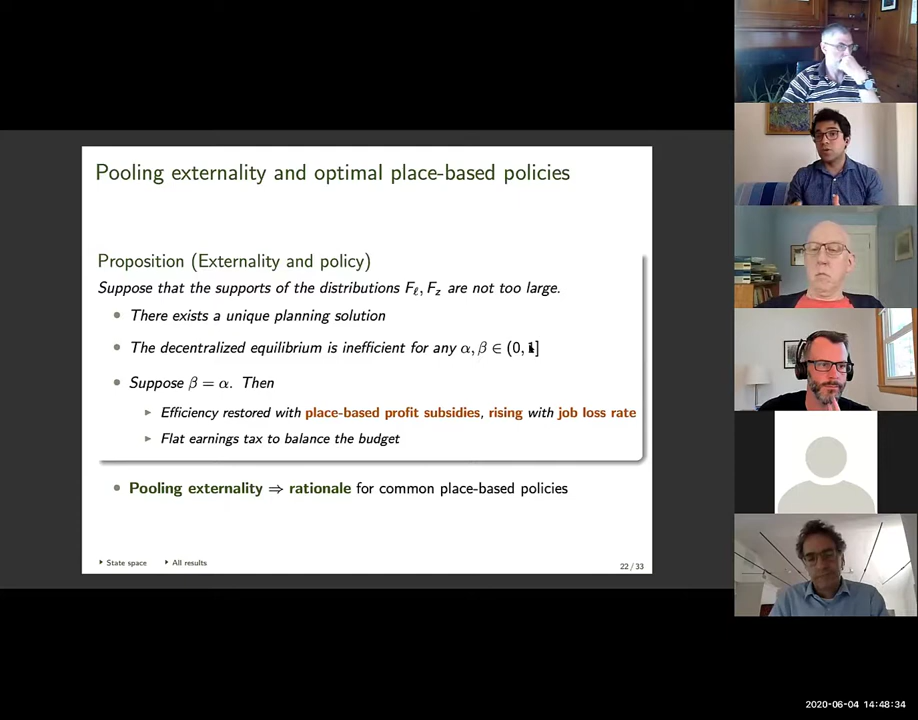 Pooling externality and optimal place-based policies
Proposition (Externality and policy)
Suppose that the supports of the distributions Fℓ, Fz are not too large.
• There exists a unique planning solution
• The decentralized equilibrium is inefficient for any α, β ∈ (0, 1]
• Suppose β = α. Then
▶ Efficiency restored with place-based profit subsidies, rising with job loss rate
▶ Flat earnings tax to balance the budget
• Pooling externality ⇒ rationale for common place-based policies
▶ State space ▶ All results
22 / 33
2020-06-04 14:48:34